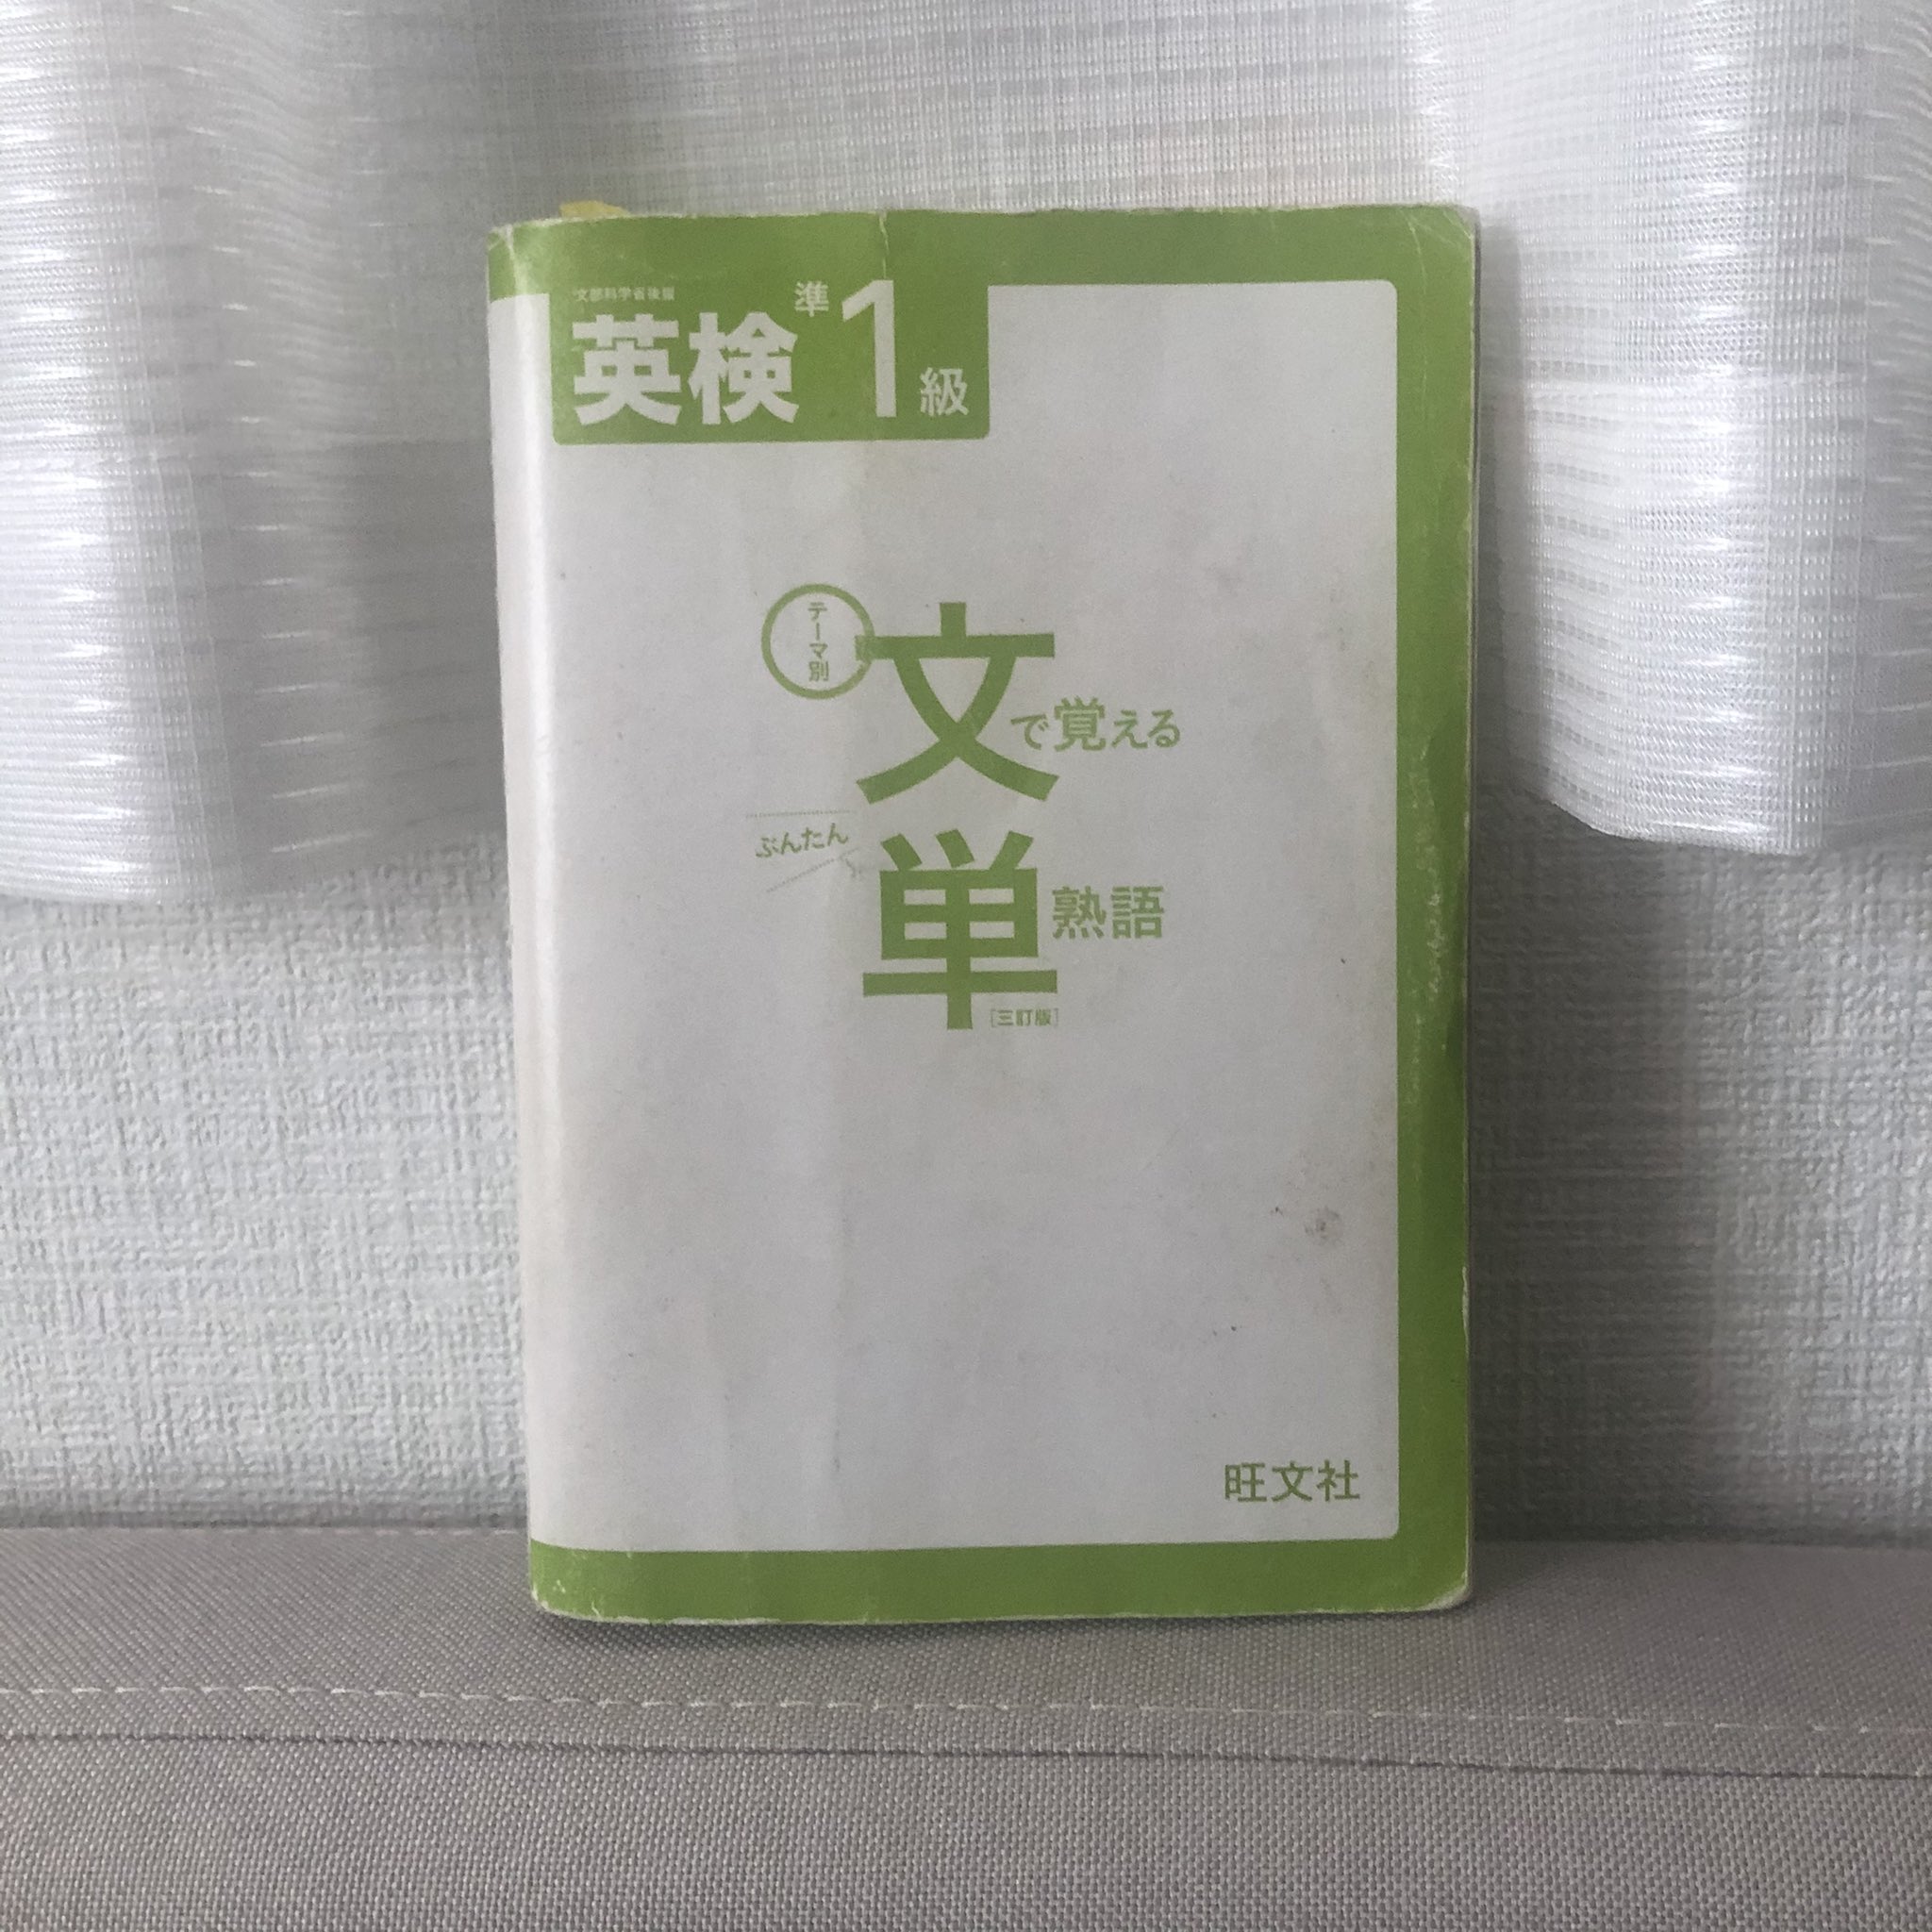 文部科学省後援
英検準1級
テーマ別
文で覚える
ぶんたん
単熟語
[三訂版]
旺文社